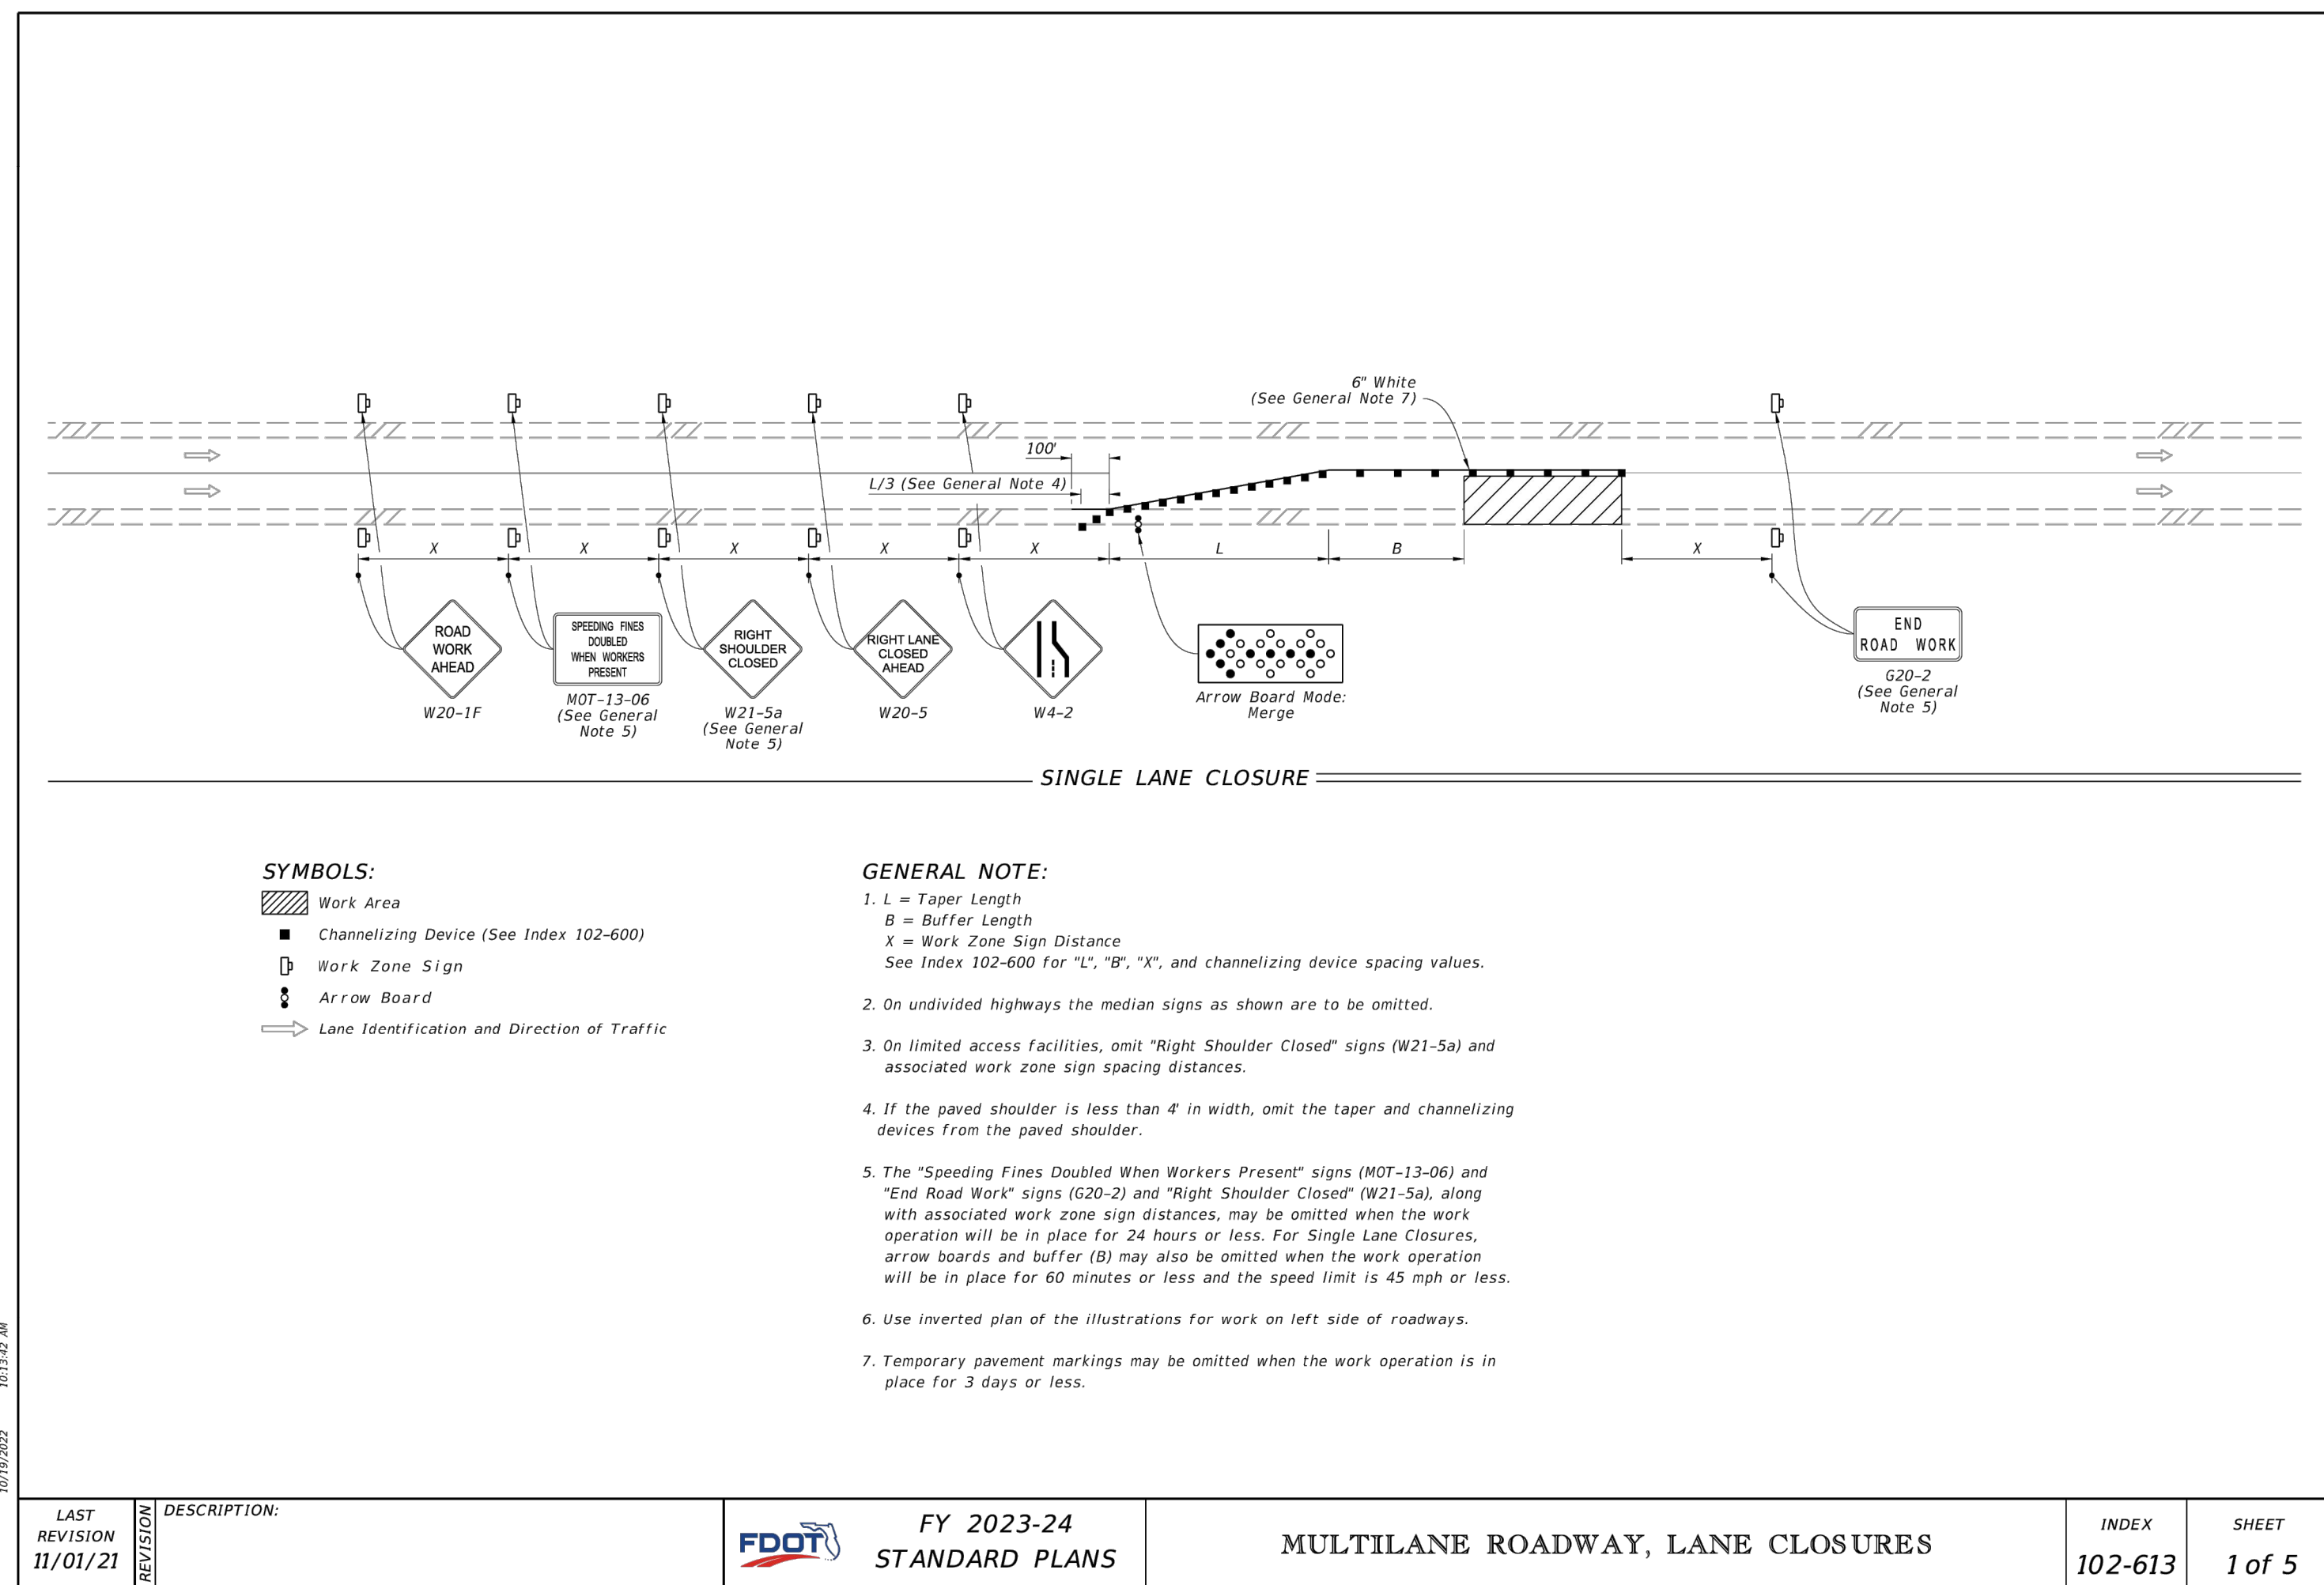 6" White
(See General Note 7)
100'
L/3 (See General Note 4)
X
X
X
X
X
L
B
X
ROAD
WORK
AHEAD
W20-1F
SPEEDING FINES
DOUBLED
WHEN WORKERS
PRESENT
MOT-13-06
(See General
Note 5)
RIGHT
SHOULDER
CLOSED
W21-5a
(See General
Note 5)
RIGHT LANE
CLOSED
AHEAD
W20-5
W4-2
Arrow Board Mode:
Merge
END
ROAD WORK
G20-2
(See General
Note 5)
SINGLE LANE CLOSURE
SYMBOLS:
Work Area
Channelizing Device (See Index 102-600)
Work Zone Sign
Arrow Board
Lane Identification and Direction of Traffic
GENERAL NOTE:
1. L = Taper Length
B = Buffer Length
X = Work Zone Sign Distance
See Index 102-600 for "L", "B", "X", and channelizing device spacing values.
2. On undivided highways the median signs as shown are to be omitted.
3. On limited access facilities, omit "Right Shoulder Closed" signs (W21-5a) and
associated work zone sign spacing distances.
4. If the paved shoulder is less than 4' in width, omit the taper and channelizing
devices from the paved shoulder.
5. The "Speeding Fines Doubled When Workers Present" signs (MOT-13-06) and
"End Road Work" signs (G20-2) and "Right Shoulder Closed" (W21-5a), along
with associated work zone sign distances, may be omitted when the work
operation will be in place for 24 hours or less. For Single Lane Closures,
arrow boards and buffer (B) may also be omitted when the work operation
will be in place for 60 minutes or less and the speed limit is 45 mph or less.
6. Use inverted plan of the illustrations for work on left side of roadways.
7. Temporary pavement markings may be omitted when the work operation is in
place for 3 days or less.
10/19/2022 10:13:42 AM
LAST
REVISION
11/01/21
REVISION
DESCRIPTION:
FDOT
FY 2023-24
STANDARD PLANS
MULTILANE ROADWAY, LANE CLOSURES
INDEX
102-613
SHEET
1 of 5